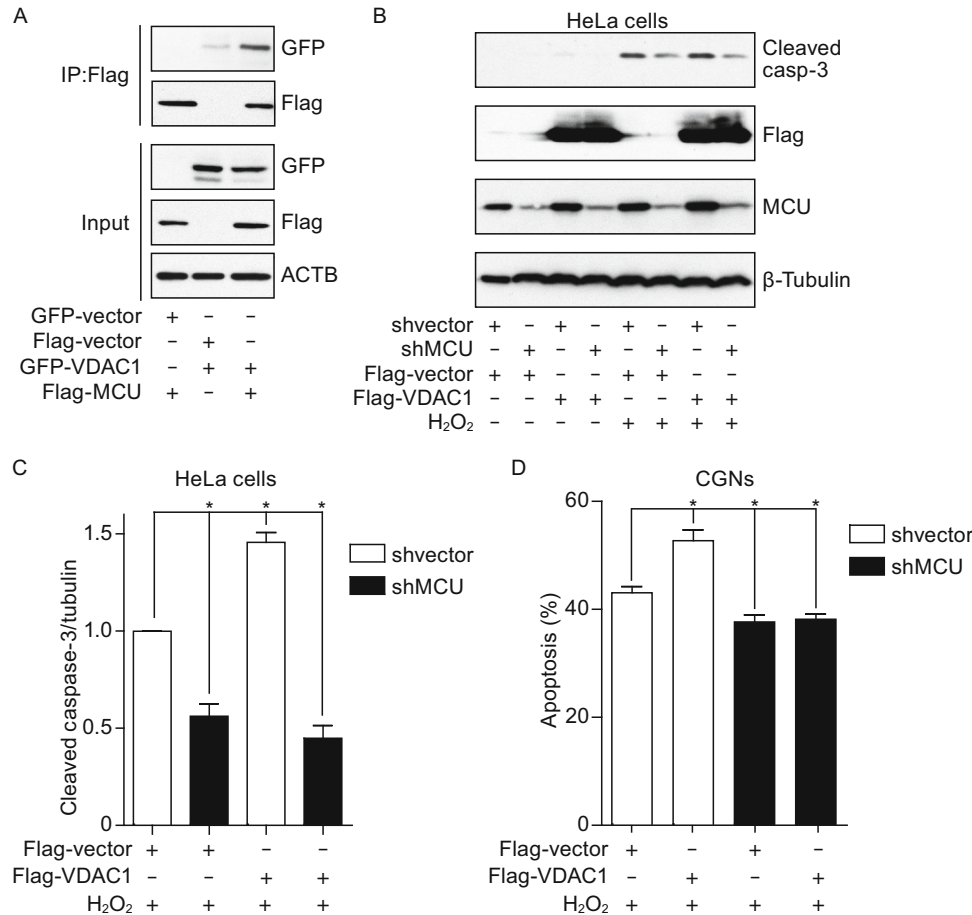 A
IP:Flag
GFP
Flag
Input
GFP
Flag
ACTB
GFP-vector + – –
Flag-vector – + –
GFP-VDAC1 – + +
Flag-MCU + – +
B
HeLa cells
Cleaved
casp-3
Flag
MCU
β-Tubulin
shvector + – + – + – + –
shMCU – + – + – + – +
Flag-vector + + – – + + – –
Flag-VDAC1 – – + + – – + +
H₂O₂ – – – – + + + +
C
HeLa cells
* * *
1.5
1.0
0.5
0
Cleaved caspase-3/tubulin
shvector
shMCU
Flag-vector + + – –
Flag-VDAC1 – – + +
H₂O₂ + + + +
D
CGNs
* * *
60
40
20
0
Apoptosis (%)
shvector
shMCU
Flag-vector + – + –
Flag-VDAC1 – + – +
H₂O₂ + + + +